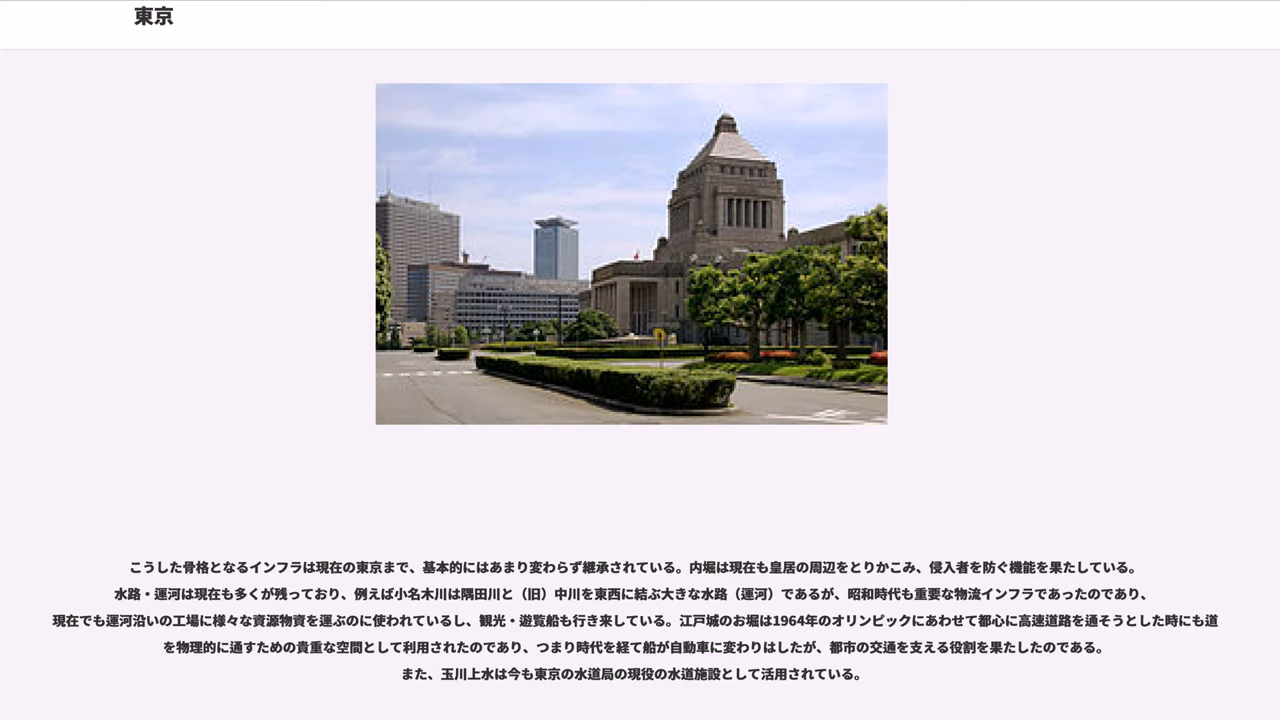 東京
こうした骨格となるインフラは現在の東京まで、基本的にはあまり変わらず継承されている。内堀は現在も皇居の周辺をとりかこみ、侵入者を防ぐ機能を果たしている。
水路・運河は現在も多くが残っており、例えば小名木川は隅田川と（旧）中川を東西に結ぶ大きな水路（運河）であるが、昭和時代も重要な物流インフラであったのであり、
現在でも運河沿いの工場に様々な資源物資を運ぶのに使われているし、観光・遊覧船も行き来している。江戸城のお堀は1964年のオリンピックにあわせて都心に高速道路を通そうとした時にも道
を物理的に通すための貴重な空間として利用されたのであり、つまり時代を経て船が自動車に変わりはしたが、都市の交通を支える役割を果たしたのである。
また、玉川上水は今も東京の水道局の現役の水道施設として活用されている。